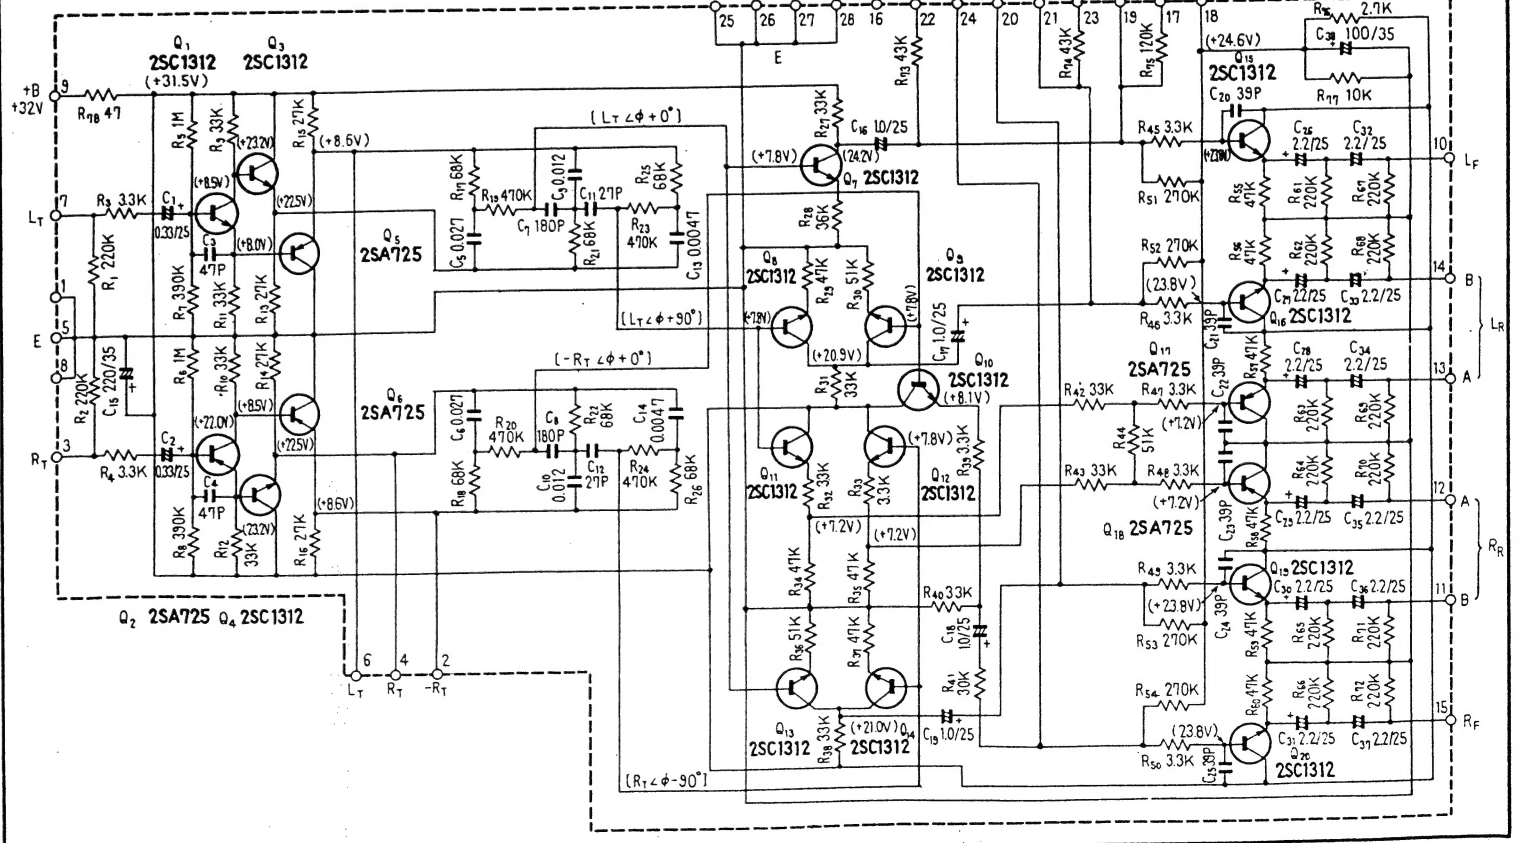 25 26 27 28 16 22 24 20 21 23 19 17 18
E
R76 2.7K
C38 100/35
R77 10K
(+24.6V)
Q1
2SC1312
(+31.5V)
Q3
2SC1312
+B
+32V
9
R78 47
R5 1M
R9 33K
R15 27K
(+23.2V)
(+8.6V)
(+8.5V)
7
LT
R3 3.3K
C1
0.33/25
C3
47P
(+8.0V)
(+22.5V)
Q5
2SA725
R1 220K
R7 390K
R11 33K
R13 27K
1
5
E
8
R2 220K
C15 220/35
R6 1M
R10 33K
R14 27K
Q6
2SA725
(+22.0V)
(+8.5V)
(+22.5V)
3
RT
R4 3.3K
C2
0.33/25
C4
47P
(23.2V)
(+8.6V)
R8 390K
R12
33K
R16 27K
Q2 2SA725 Q4 2SC1312
6
LT
4
RT
2
-RT
[LT∠φ+0°]
R17 68K
R19 470K
C9 0.012
C11 27P
R25
68K
C5 0.027
C7 180P
R21 68K
R23
470K
C13 0.0047
[LT∠φ+90°]
[-RT∠φ+0°]
C6 0.027
R20
470K
C8
180P
R22
68K
C14
0.0047
R18 68K
C10
0.012
C12
27P
R24
470K
R26 68K
[RT∠φ-90°]
R27 33K
C16 10/25
R73 43K
R74 43K
R75 120K
(+7.8V)
(24.2V)
Q7 2SC1312
R28
36K
Q8
2SC1312
R29 47K
R30 51K
Q9
2SC1312
(+7.8V)
(+7.8V)
(+20.9V)
C17 1.0/25
R31
33K
Q10
2SC1312
(+8.1V)
Q11
2SC1312
R32 33K
R33
3.3K
(+7.8V)
Q12
2SC1312
R39 3.3K
(+7.2V)
(+7.2V)
R34 47K
R35 47K
R40 33K
C18
10/25
R36 51K
R37 47K
R41
30K
Q13
2SC1312
R38 33K
(+21.0V)
Q14
2SC1312
C19 1.0/25
R42 33K
R44
51K
R43 33K
Q15
2SC1312
C20 39P
R45 3.3K
R51 270K
R55
47K
C26
2.2/25
C32
2.2/25
R61
220K
R67
220K
10
LF
R52 270K
(23.8V)
R46
3.3K
R56
47K
R62
220K
R68
220K
C27 22/25
C33 2.2/25
14
B
Q16 2SC1312
C21 39P
LR
Q17
2SA725
C22 39P
R47 3.3K
(+7.2V)
R57 47K
C28
2.2/25
C34
2.2/25
R63
220K
R69
220K
13
A
R48 3.3K
(+7.2V)
R64
220K
R70
220K
C29 2.2/25
C35 2.2/25
12
A
Q18 2SA725
C23 39P
R58 47K
RR
Q19 2SC1312
R49 3.3K
(+23.8V)
R53 270K
C24 39P
C30 2.2/25
C36 2.2/25
R59 47K
R65
220K
R71
220K
11
B
R54 270K
(23.8V)
R50 3.3K
C25 39P
R60 47K
R66
220K
R72
220K
C31 2.2/25
C37 2.2/25
15
RF
Q20
2SC1312